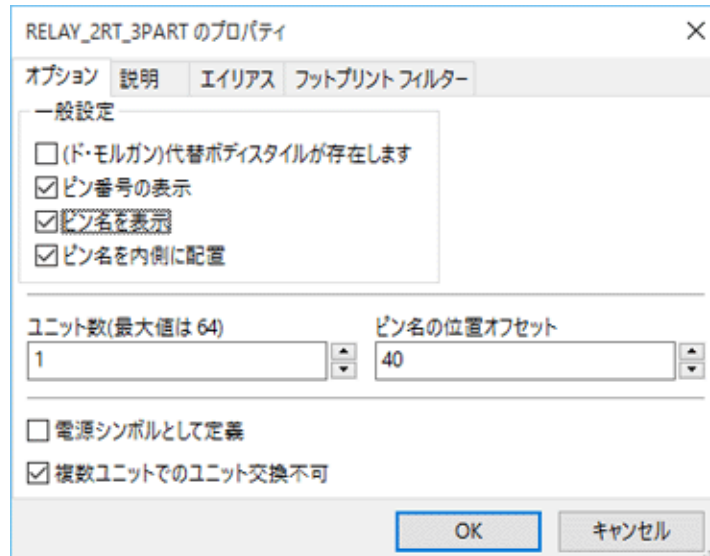 RELAY_2RT_3PART のプロパティ
オプション 説明 エイリアス フットプリント フィルター
一般設定
(ド・モルガン)代替ボディスタイルが存在します
ピン番号の表示
ピン名を表示
ピン名を内側に配置
ユニット数(最大値は 64) ピン名の位置オフセット
1 40
電源シンボルとして定義
複数ユニットでのユニット交換不可
OK キャンセル